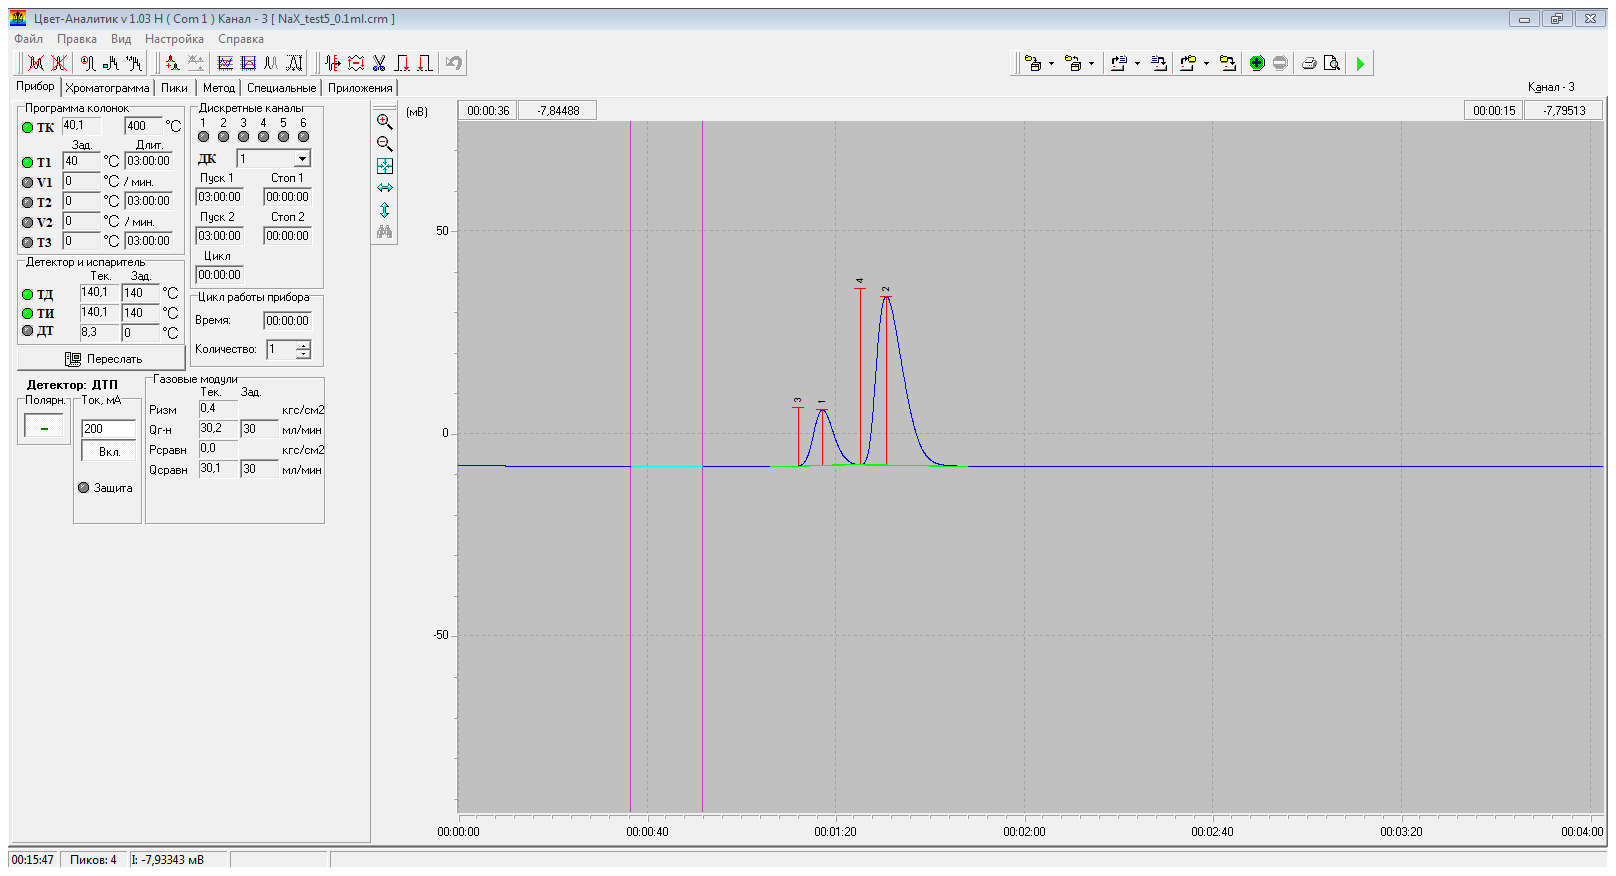 Цвет-Аналитик v 1.03 Н ( Com 1 ) Канал - 3 [ NaX_test5_0.1ml.crm ]
Файл Правка Вид Настройка Справка
Прибор Хроматограмма Пики Метод Специальные Приложения Канал - 3
Программа колонок
ТК 40,1 400 °C
Зад. Длит.
Т1 40 °C 03:00:00
V1 0 °C / мин.
Т2 0 °C 03:00:00
V2 0 °C / мин.
Т3 0 °C 03:00:00
Детектор и испаритель
Тек. Зад.
ТД 140,1 140 °C
ТИ 140,1 140 °C
ДТ 8,3 0 °C
Переслать
Детектор: ДТП
Полярн.
-
Ток, мА
200
Вкл.
Защита
Дискретные каналы
1 2 3 4 5 6
ДК 1
Пуск 1 Стоп 1
03:00:00 00:00:00
Пуск 2 Стоп 2
03:00:00 00:00:00
Цикл
00:00:00
Цикл работы прибора
Время: 00:00:00
Количество: 1
Газовые модули
Тек. Зад.
Ризм 0,4 кгс/см2
Qг-н 30,2 30 мл/мин
Рсравн 0,0 кгс/см2
Qсравн 30,1 30 мл/мин
(мВ) 00:00:36 -7,84488 00:00:15 -7,79513
50
0
-50
3
1
4
2
00:00:00 00:00:40 00:01:20 00:02:00 00:02:40 00:03:20 00:04:00
00:15:47 Пиков: 4 I: -7,93343 мВ